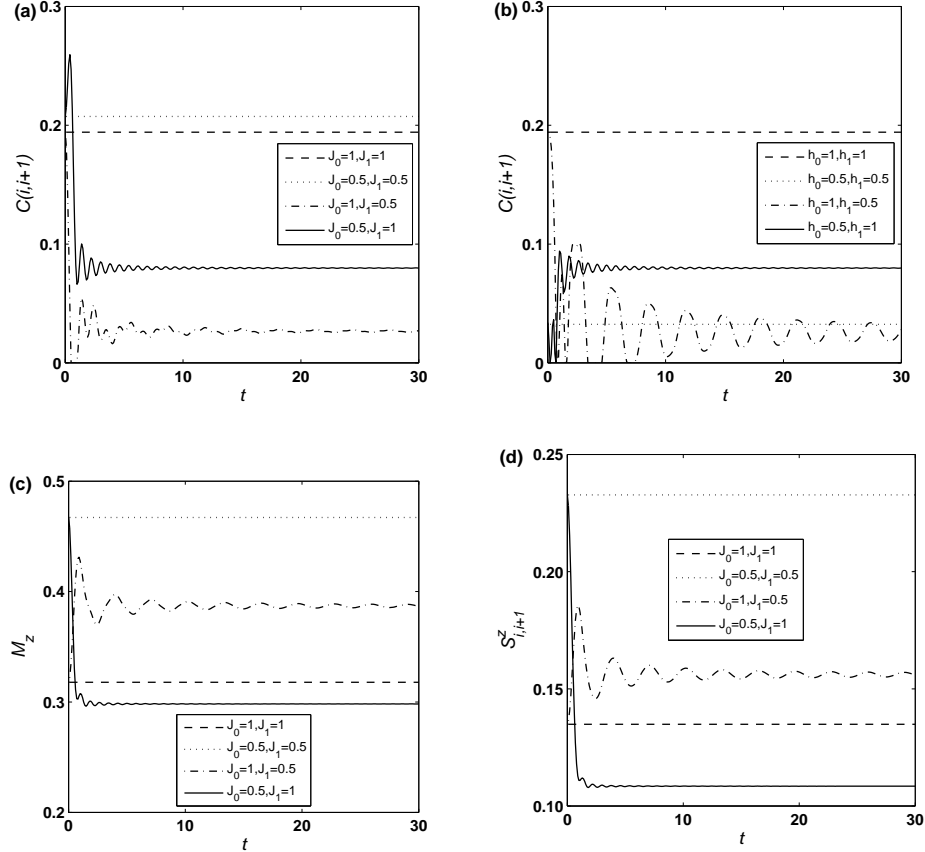 (a)
0.3
0.2
0.1
0
C(i,i+1)
J0=1,J1=1
J0=0.5,J1=0.5
J0=1,J1=0.5
J0=0.5,J1=1
0 10 20 30
t
(b)
0.3
0.2
0.1
0
C(i,i+1)
h0=1,h1=1
h0=0.5,h1=0.5
h0=1,h1=0.5
h0=0.5,h1=1
0 10 20 30
t
(c)
0.5
0.4
0.3
0.2
Mz
J0=1,J1=1
J0=0.5,J1=0.5
J0=1,J1=0.5
J0=0.5,J1=1
0 10 20 30
t
(d)
0.25
0.20
0.15
0.10
S^z_{i,i+1}
J0=1,J1=1
J0=0.5,J1=0.5
J0=1,J1=0.5
J0=0.5,J1=1
0 10 20 30
t